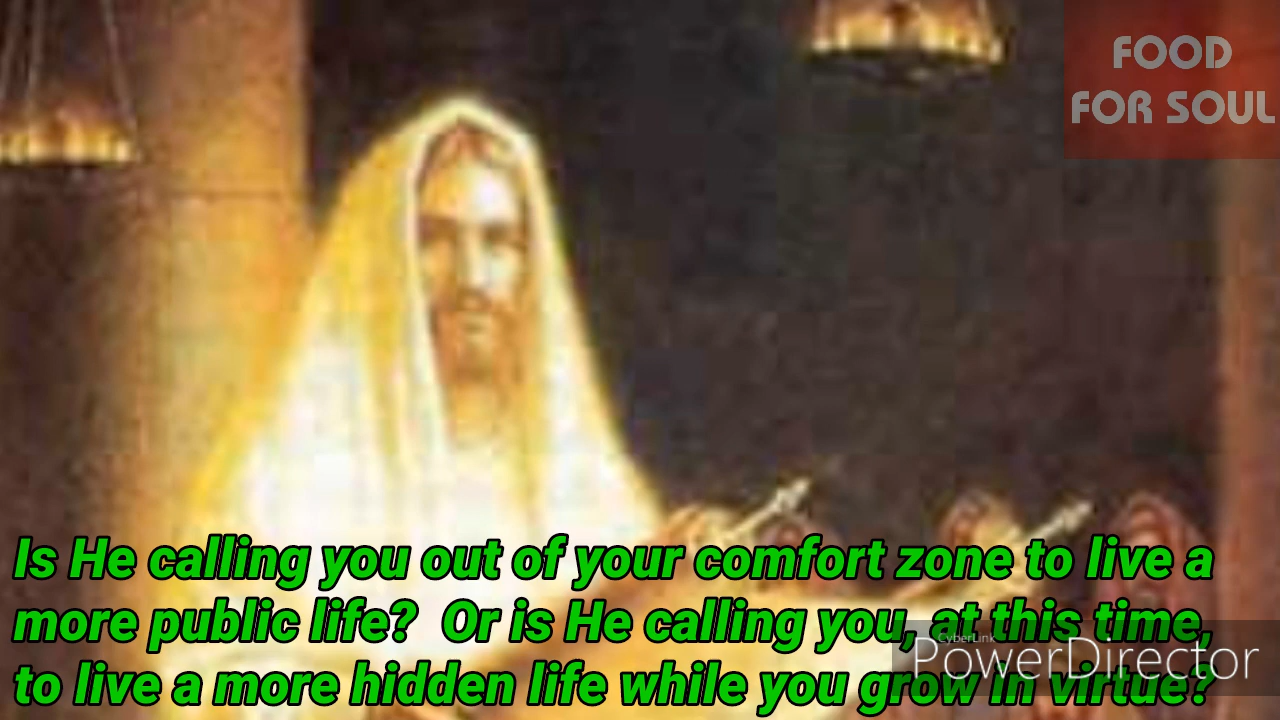 FOOD
FOR SOUL
Is He calling you out of your comfort zone to live a
more public life?  Or is He calling you, at this time,
to live a more hidden life while you grow in virtue?
CyberLink
PowerDirector